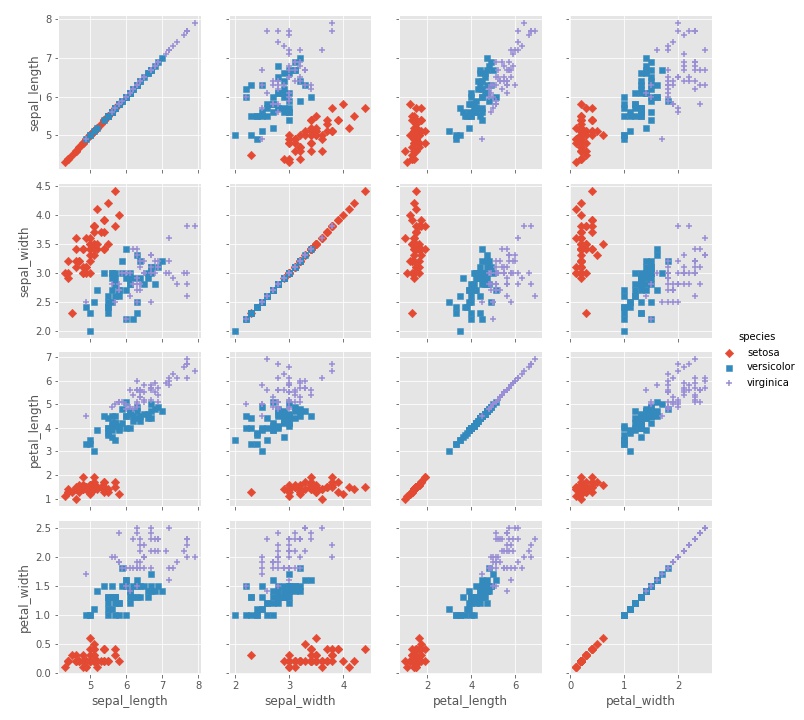 8
7
6
5
sepal_length
4.5
4.0
3.5
3.0
2.5
2.0
sepal_width
species
setosa
versicolor
virginica
7
6
5
4
3
2
1
petal_length
2.5
2.0
1.5
1.0
0.5
0.0
petal_width
5 6 7 8
2 3 4
2 4 6
0 1 2
sepal_length sepal_width petal_length petal_width